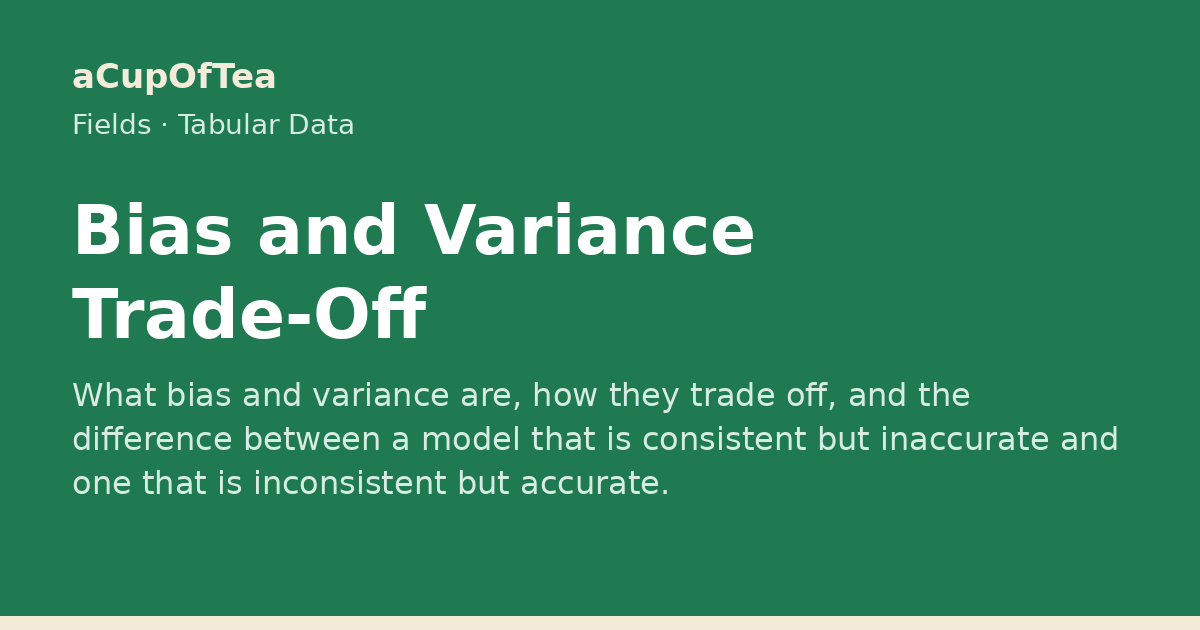 aCupOfTea
Fields · Tabular Data
Bias and Variance
Trade-Off
What bias and variance are, how they trade off, and the
difference between a model that is consistent but inaccurate and
one that is inconsistent but accurate.